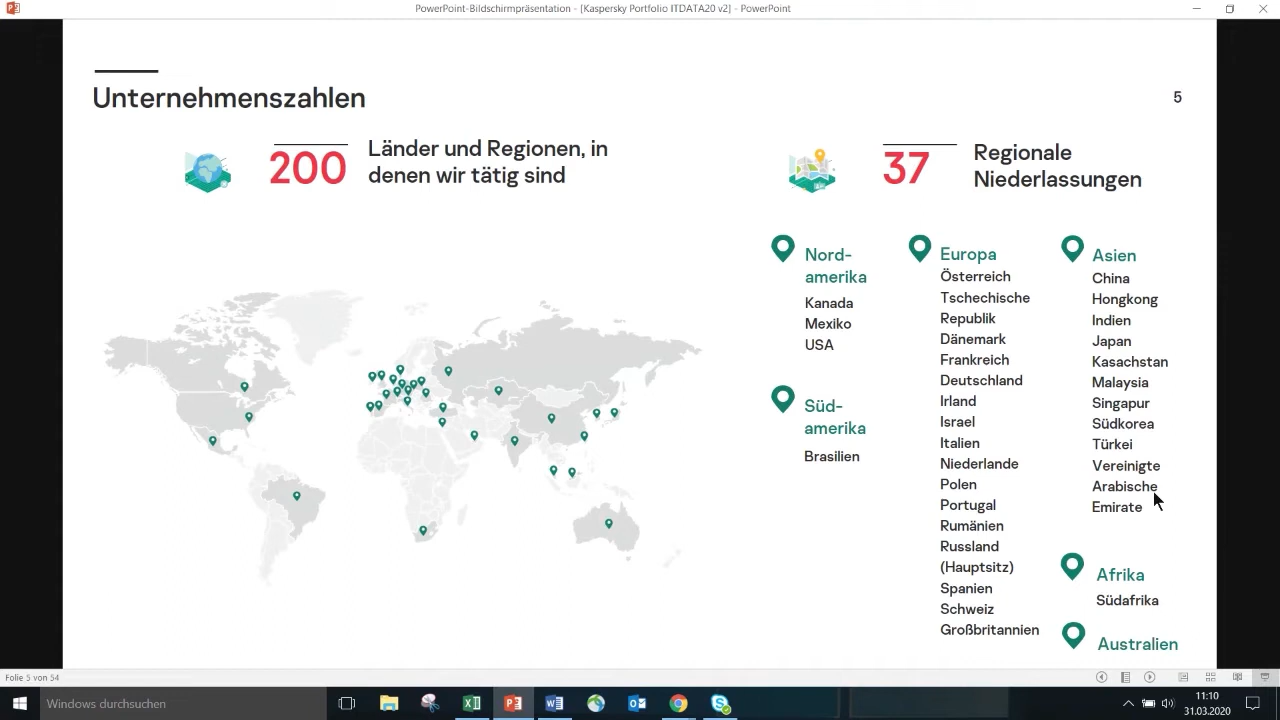 PowerPoint-Bildschirmpräsentation - [Kaspersky Portfolio ITDATA20 v2] - PowerPoint
Unternehmenszahlen
5
200
Länder und Regionen, in
denen wir tätig sind
37
Regionale
Niederlassungen
Nord-
amerika
Kanada
Mexiko
USA
Süd-
amerika
Brasilien
Europa
Österreich
Tschechische
Republik
Dänemark
Frankreich
Deutschland
Irland
Israel
Italien
Niederlande
Polen
Portugal
Rumänien
Russland
(Hauptsitz)
Spanien
Schweiz
Großbritannien
Asien
China
Hongkong
Indien
Japan
Kasachstan
Malaysia
Singapur
Südkorea
Türkei
Vereinigte
Arabische
Emirate
Afrika
Südafrika
Australien
Folie 5 von 54
Windows durchsuchen
11:10
31.03.2020